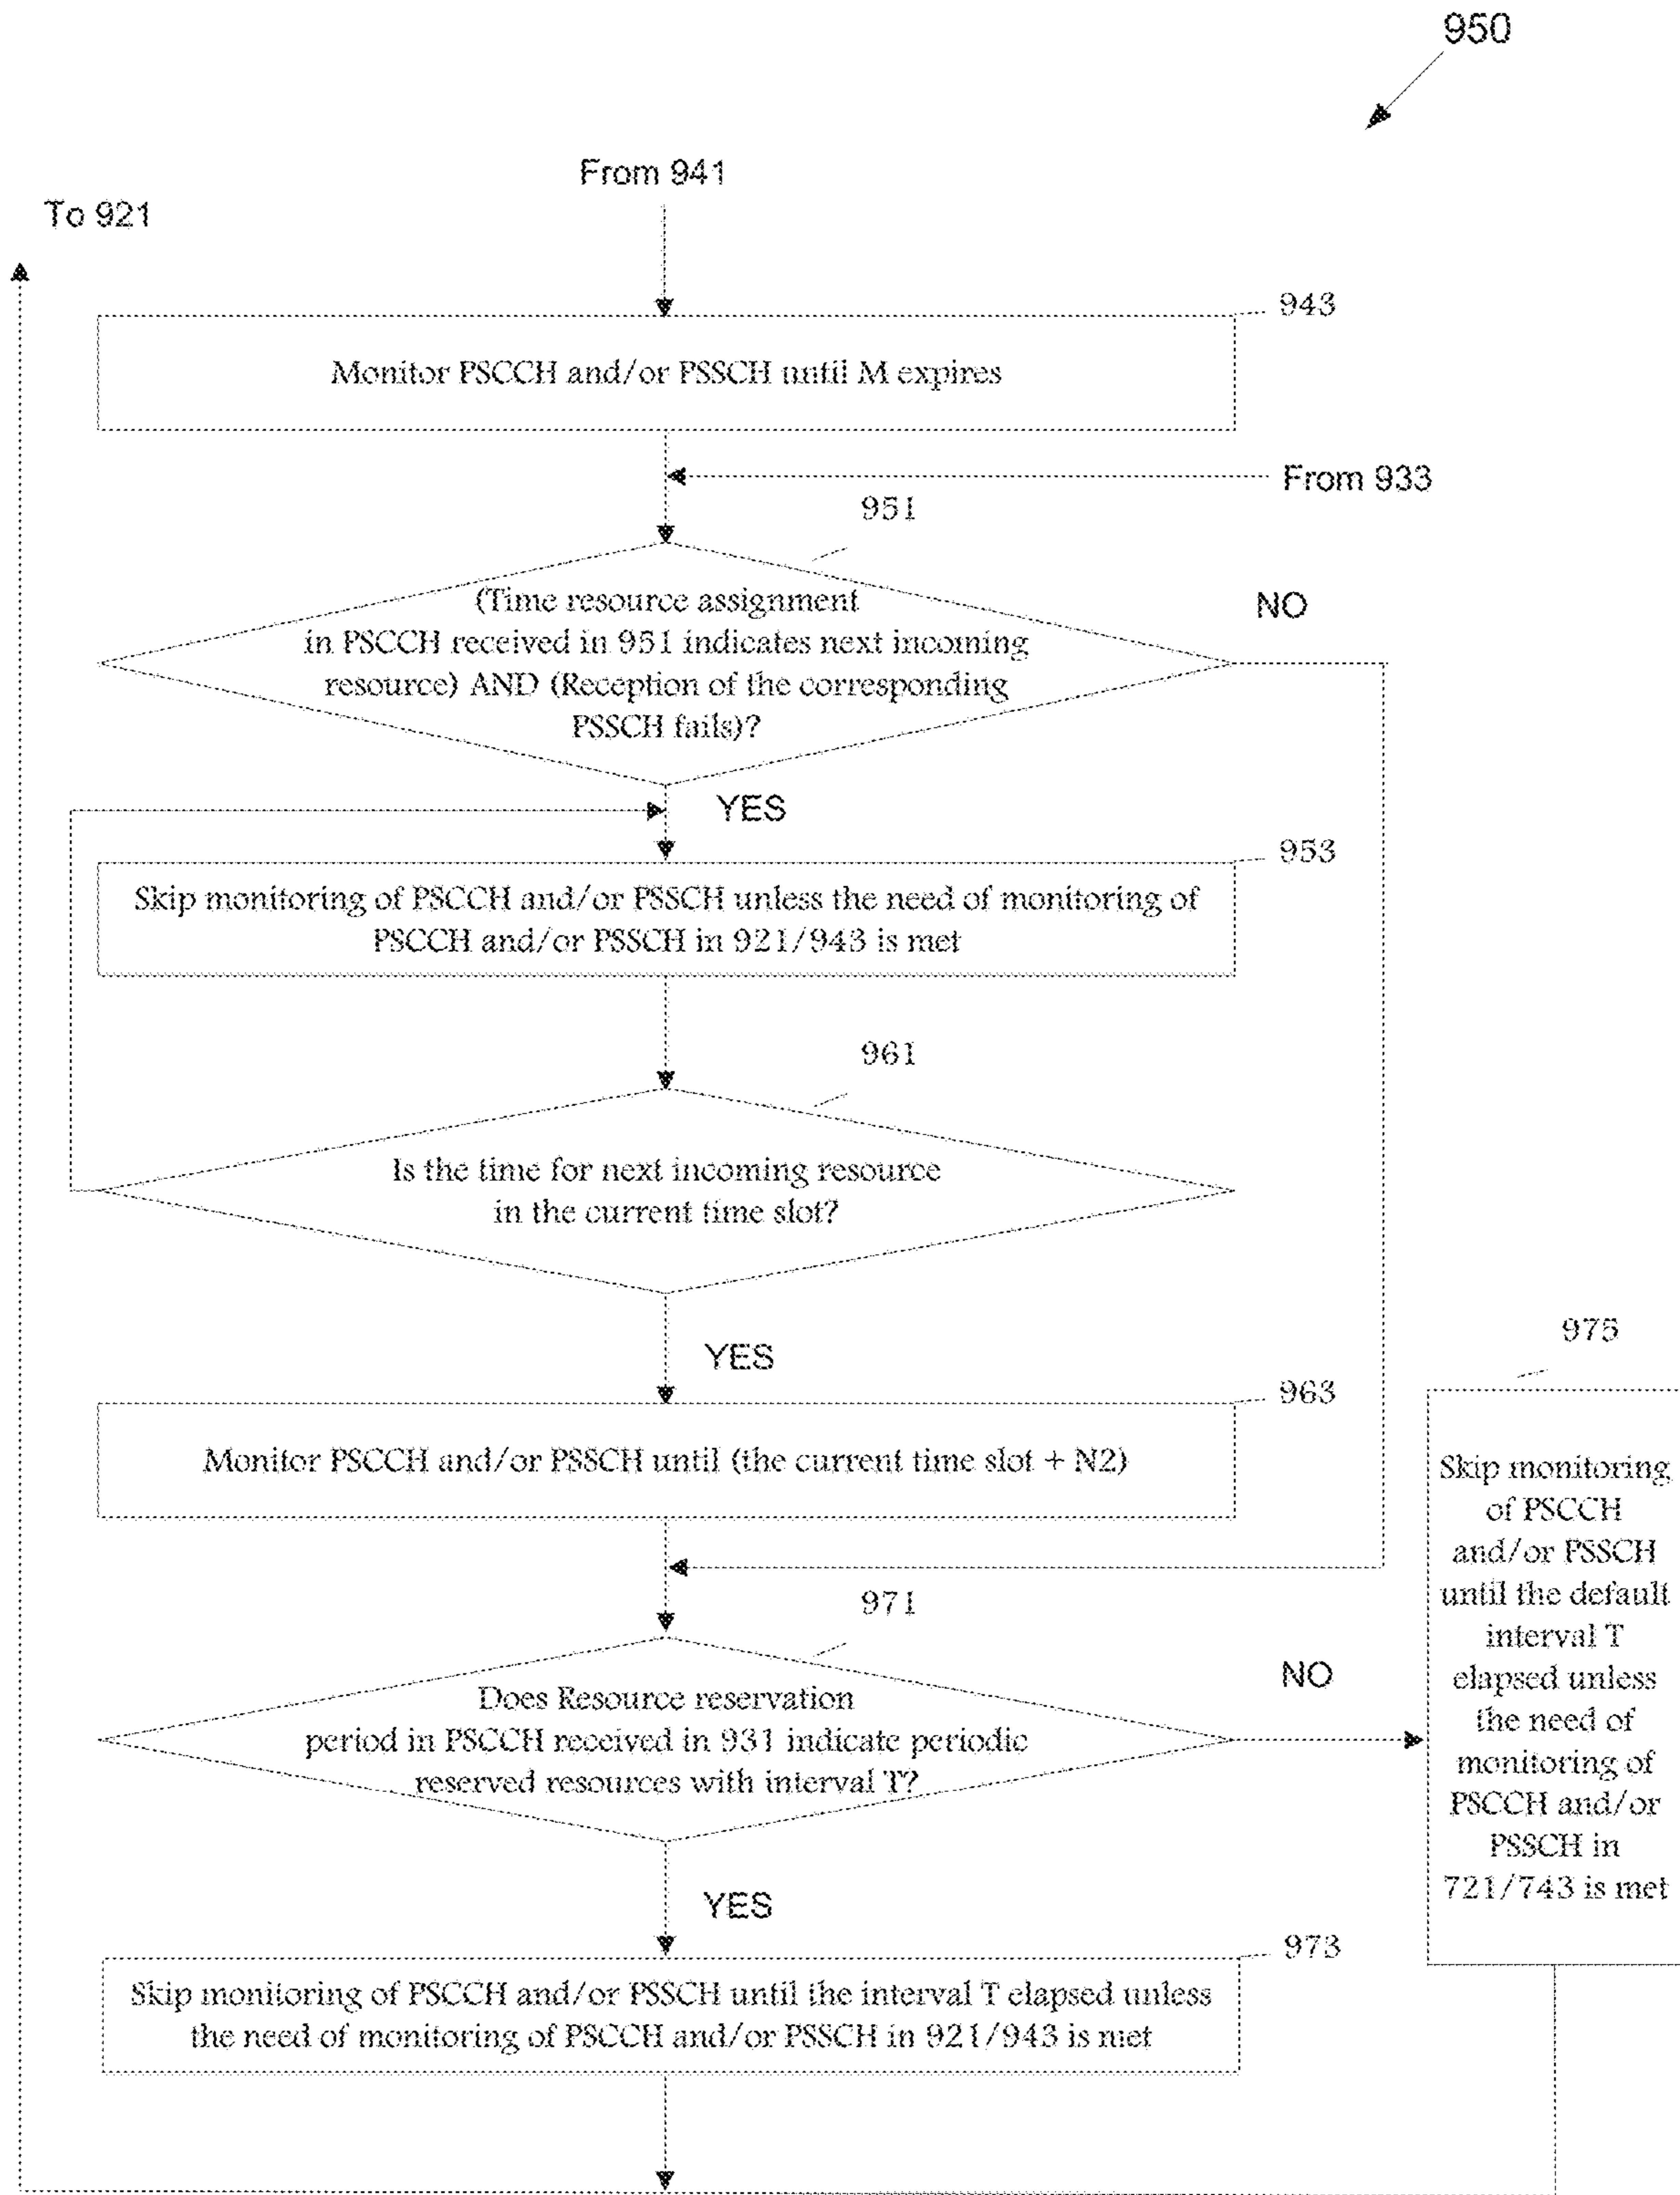 950
From 941
To 921
943
Monitor PSCCH and/or PSSCH until M expires
From 933
951
(Time resource assignment
in PSCCH received in 951 indicates next incoming
resource) AND (Reception of the corresponding
PSSCH fails)?
NO
YES
953
Skip monitoring of PSCCH and/or PSSCH unless the need of monitoring of
PSCCH and/or PSSCH in 921/943 is met
961
Is the time for next incoming resource
in the current time slot?
YES
963
Monitor PSCCH and/or PSSCH until (the current time slot + N2)
971
Does Resource reservation
period in PSCCH received in 931 indicate periodic
reserved resources with interval T?
NO
975
Skip monitoring
of PSCCH
and/or PSSCH
until the default
interval T
elapsed unless
the need of
monitoring of
PSCCH and/or
PSSCH in
721/743 is met
YES
973
Skip monitoring of PSCCH and/or PSSCH until the interval T elapsed unless
the need of monitoring of PSCCH and/or PSSCH in 921/943 is met